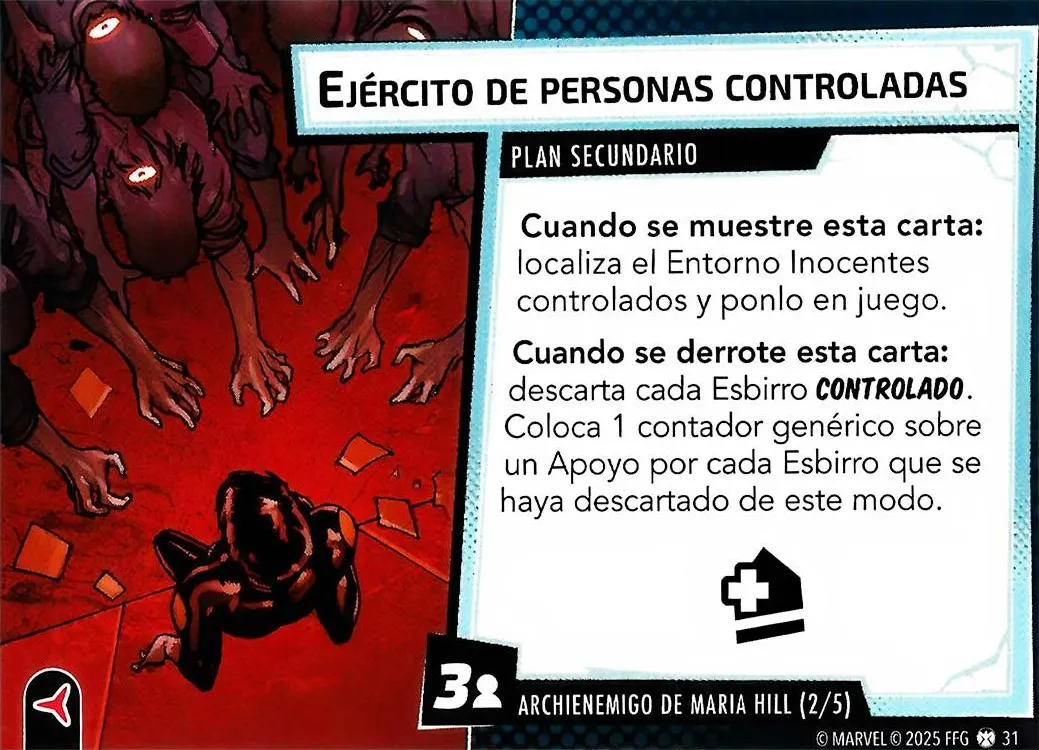 EJÉRCITO DE PERSONAS CONTROLADAS
PLAN SECUNDARIO
Cuando se muestre esta carta:
localiza el Entorno Inocentes
controlados y ponlo en juego.
Cuando se derrote esta carta:
descarta cada Esbirro CONTROLADO.
Coloca 1 contador genérico sobre
un Apoyo por cada Esbirro que se
haya descartado de este modo.
3
ARCHIENEMIGO DE MARIA HILL (2/5)
© MARVEL © 2025 FFG 31